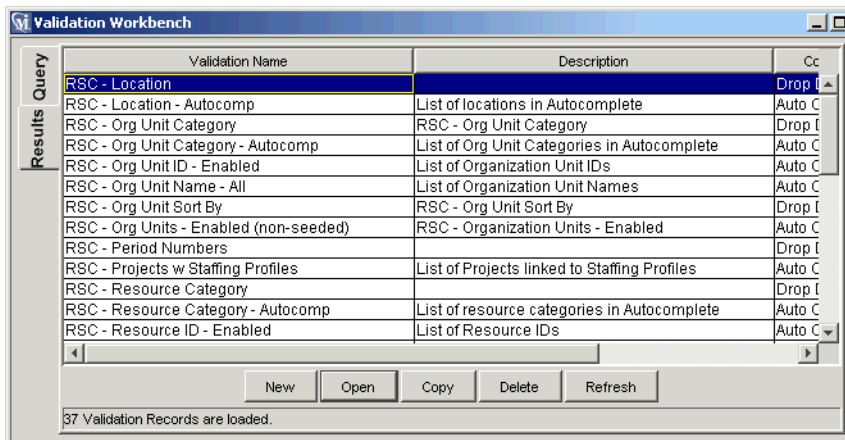 Validation Workbench
Query
Results
Validation Name Description Co
RSC - Location Drop D
RSC - Location - Autocomp List of locations in Autocomplete Auto C
RSC - Org Unit Category RSC - Org Unit Category Drop D
RSC - Org Unit Category - Autocomp List of Org Unit Categories in Autocomplete Auto C
RSC - Org Unit ID - Enabled List of Organization Unit IDs Auto C
RSC - Org Unit Name - All List of Organization Unit Names Auto C
RSC - Org Unit Sort By RSC - Org Unit Sort By Drop D
RSC - Org Units - Enabled (non-seeded) RSC - Organization Units - Enabled Auto C
RSC - Period Numbers Drop D
RSC - Projects w Staffing Profiles List of Projects linked to Staffing Profiles Auto C
RSC - Resource Category Drop D
RSC - Resource Category - Autocomp List of resource categories in Autocomplete Auto C
RSC - Resource ID - Enabled List of Resource IDs Auto C
New Open Copy Delete Refresh
37 Validation Records are loaded.